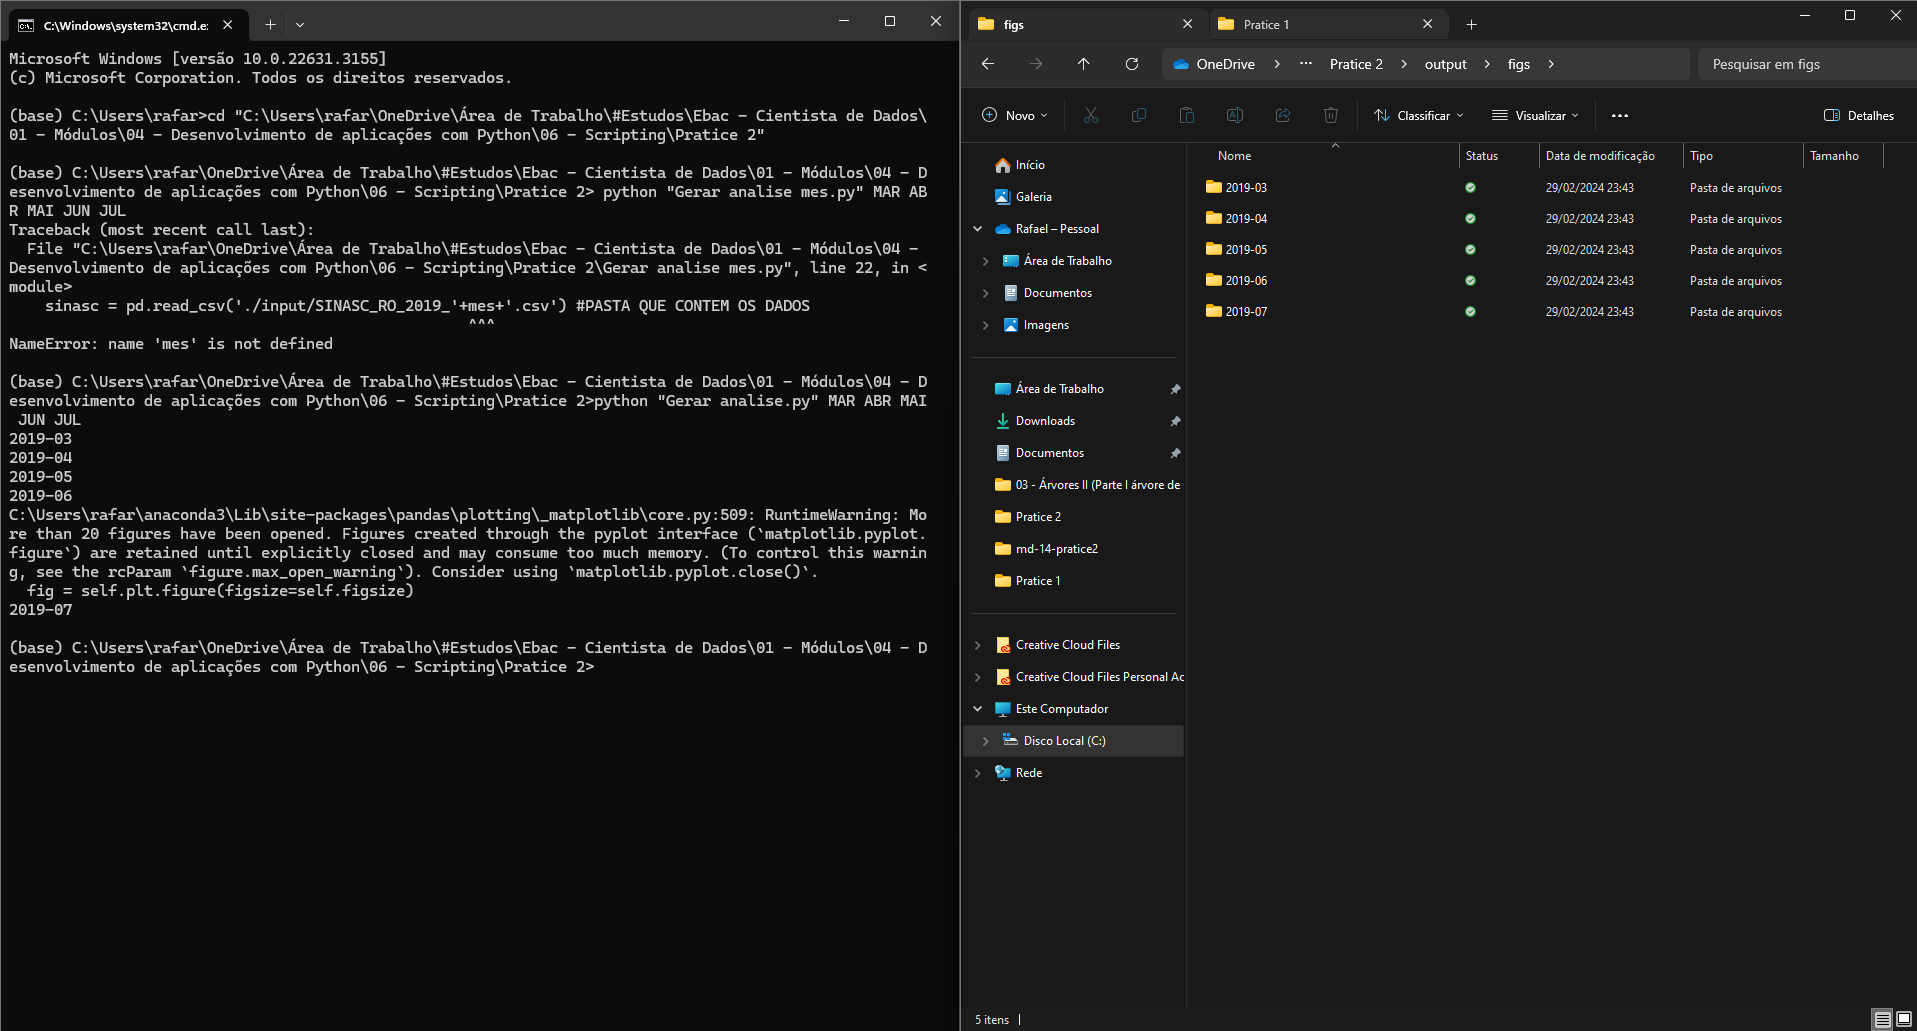 C:\Windows\system32\cmd.e:
Microsoft Windows [versão 10.0.22631.3155]
(c) Microsoft Corporation. Todos os direitos reservados.
(base) C:\Users\rafar>cd "C:\Users\rafar\OneDrive\Área de Trabalho\#Estudos\Ebac - Cientista de Dados\
01 - Módulos\04 - Desenvolvimento de aplicações com Python\06 - Scripting\Pratice 2"
(base) C:\Users\rafar\OneDrive\Área de Trabalho\#Estudos\Ebac - Cientista de Dados\01 - Módulos\04 - D
esenvolvimento de aplicações com Python\06 - Scripting\Pratice 2> python "Gerar analise mes.py" MAR AB
R MAI JUN JUL
Traceback (most recent call last):
  File "C:\Users\rafar\OneDrive\Área de Trabalho\#Estudos\Ebac - Cientista de Dados\01 - Módulos\04 -
Desenvolvimento de aplicações com Python\06 - Scripting\Pratice 2\Gerar analise mes.py", line 22, in <
module>
    sinasc = pd.read_csv('./input/SINASC_RO_2019_'+mes+'.csv') #PASTA QUE CONTEM OS DADOS
^^^
NameError: name 'mes' is not defined
(base) C:\Users\rafar\OneDrive\Área de Trabalho\#Estudos\Ebac - Cientista de Dados\01 - Módulos\04 - D
esenvolvimento de aplicações com Python\06 - Scripting\Pratice 2>python "Gerar analise.py" MAR ABR MAI
 JUN JUL
2019-03
2019-04
2019-05
2019-06
C:\Users\rafar\anaconda3\Lib\site-packages\pandas\plotting\_matplotlib\core.py:509: RuntimeWarning: Mo
re than 20 figures have been opened. Figures created through the pyplot interface (`matplotlib.pyplot.
figure`) are retained until explicitly closed and may consume too much memory. (To control this warnin
g, see the rcParam `figure.max_open_warning`). Consider using `matplotlib.pyplot.close()`.
  fig = self.plt.figure(figsize=self.figsize)
2019-07
(base) C:\Users\rafar\OneDrive\Área de Trabalho\#Estudos\Ebac - Cientista de Dados\01 - Módulos\04 - D
esenvolvimento de aplicações com Python\06 - Scripting\Pratice 2>
figs
Pratice 1
OneDrive > ··· Pratice 2 > output > figs >
Pesquisar em figs
Novo
Classificar
Visualizar
Detalhes
Início
Galeria
Rafael – Pessoal
Área de Trabalho
Documentos
Imagens
Área de Trabalho
Downloads
Documentos
03 - Árvores II (Parte I árvore de
Pratice 2
md-14-pratice2
Pratice 1
Creative Cloud Files
Creative Cloud Files Personal Ac
Este Computador
Disco Local (C:)
Rede
Nome Status Data de modificação Tipo Tamanho
2019-03 29/02/2024 23:43 Pasta de arquivos
2019-04 29/02/2024 23:43 Pasta de arquivos
2019-05 29/02/2024 23:43 Pasta de arquivos
2019-06 29/02/2024 23:43 Pasta de arquivos
2019-07 29/02/2024 23:43 Pasta de arquivos
5 itens